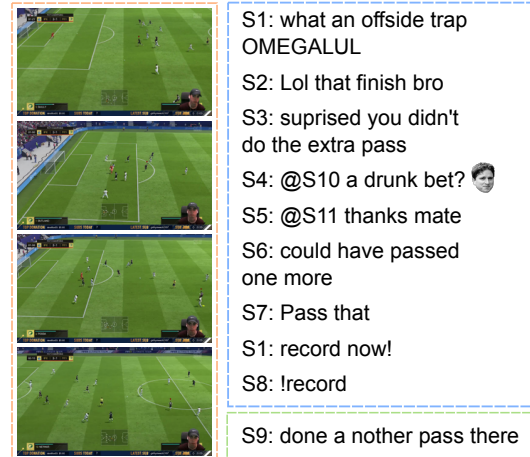 S1: what an offside trap
OMEGALUL
S2: Lol that finish bro
S3: suprised you didn't
do the extra pass
S4: @S10 a drunk bet?
S5: @S11 thanks mate
S6: could have passed
one more
S7: Pass that
S1: record now!
S8: !record
S9: done a nother pass there